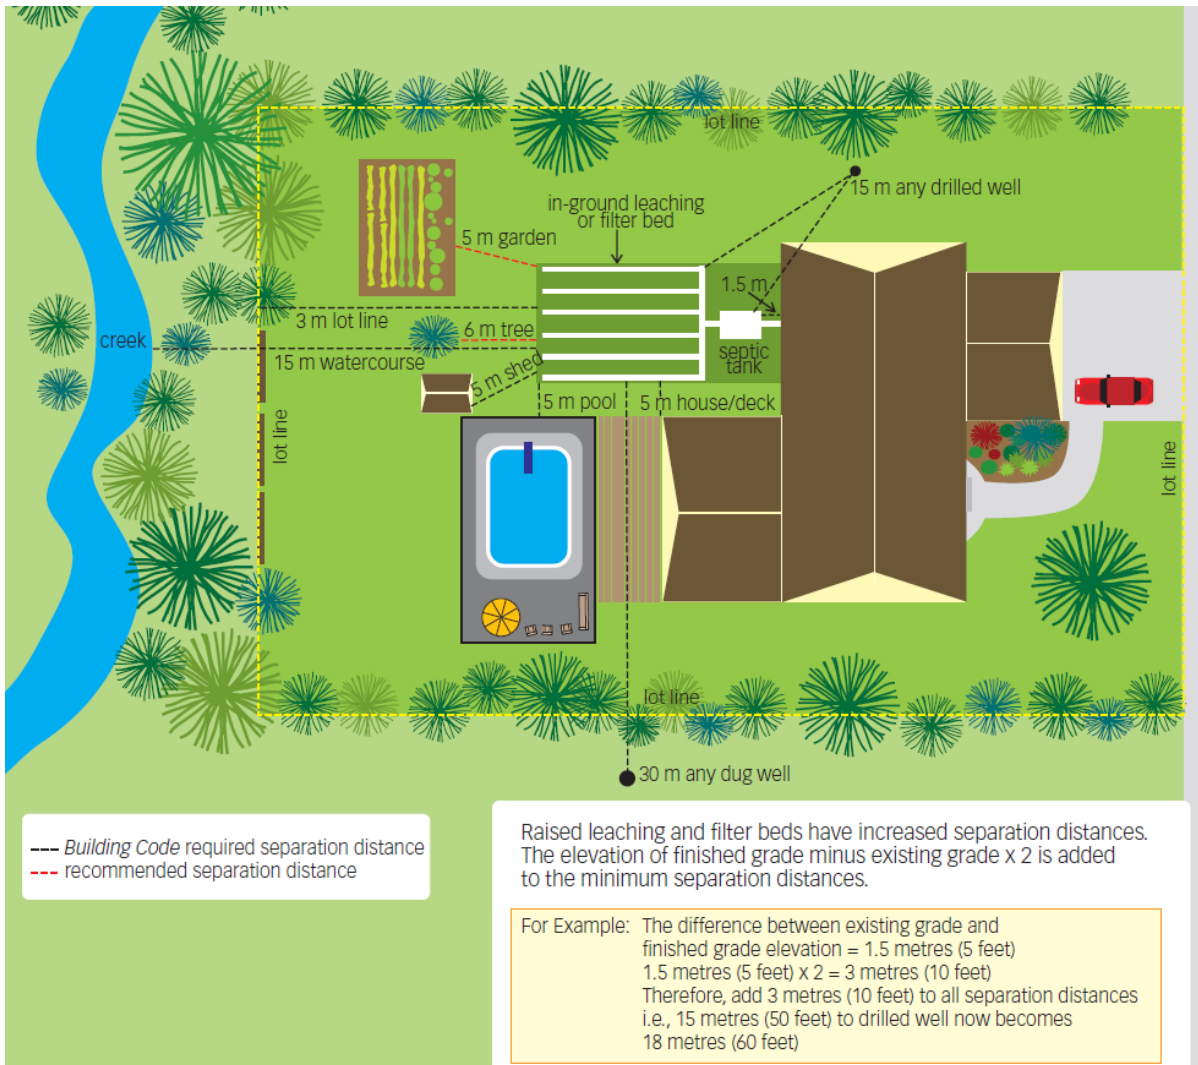 lot line
15 m any drilled well
in-ground leaching
or filter bed
5 m garden
1.5 m
3 m lot line
6 m tree
creek
15 m watercourse
septic
tank
5 m shed
5 m pool
5 m house/deck
lot line
lot line
lot line
30 m any dug well
--- Building Code required separation distance
--- recommended separation distance
Raised leaching and filter beds have increased separation distances.
The elevation of finished grade minus existing grade x 2 is added
to the minimum separation distances.
For Example: The difference between existing grade and
finished grade elevation = 1.5 metres (5 feet)
1.5 metres (5 feet) x 2 = 3 metres (10 feet)
Therefore, add 3 metres (10 feet) to all separation distances
i.e., 15 metres (50 feet) to drilled well now becomes
18 metres (60 feet)